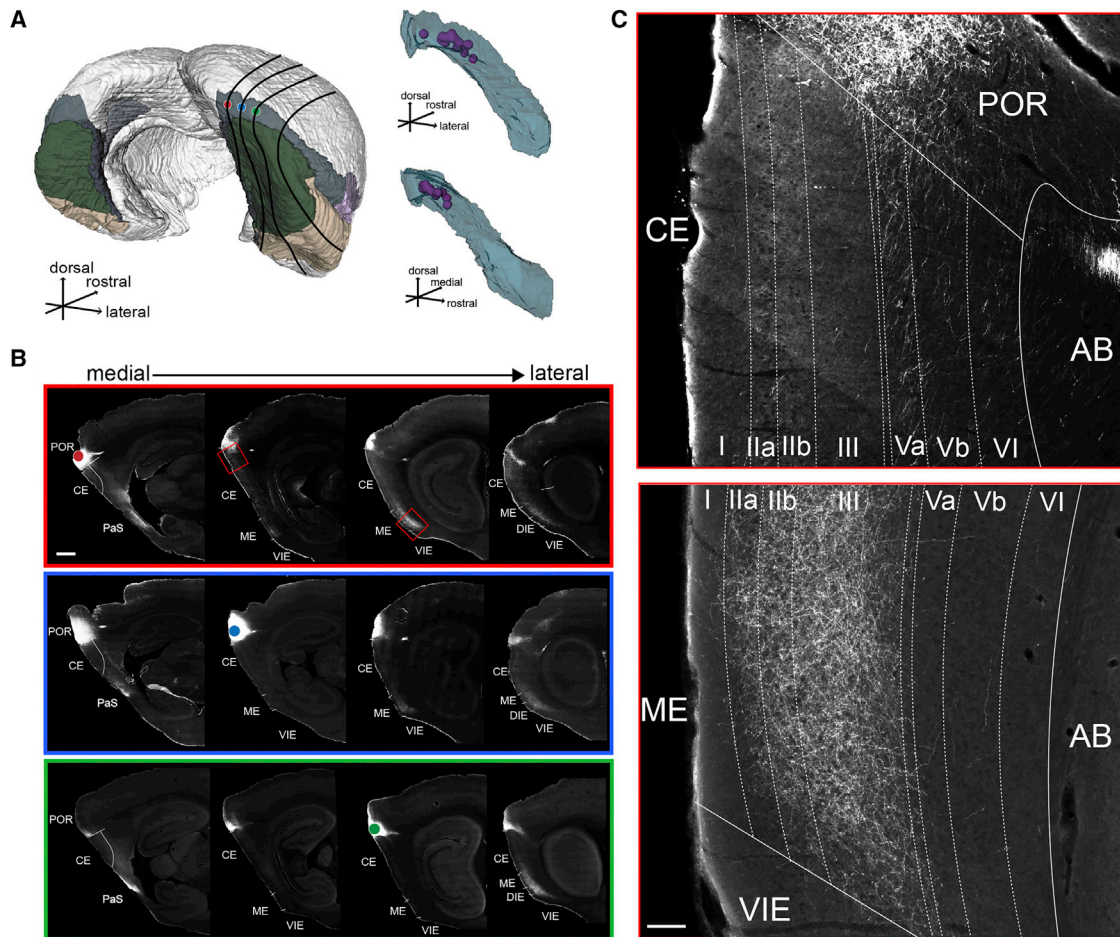 A
dorsal
rostral
lateral
dorsal
rostral
lateral
dorsal
medial
rostral
B
medial
lateral
POR
CE
PaS
CE
ME
VIE
CE
ME
VIE
CE
ME
DIE
VIE
POR
CE
PaS
CE
ME
VIE
CE
ME
VIE
CE
ME
DIE
VIE
POR
CE
PaS
CE
ME
VIE
CE
ME
VIE
CE
ME
DIE
VIE
C
POR
CE
AB
I IIa IIb III Va Vb VI
I IIa IIb III Va Vb VI
ME
AB
VIE